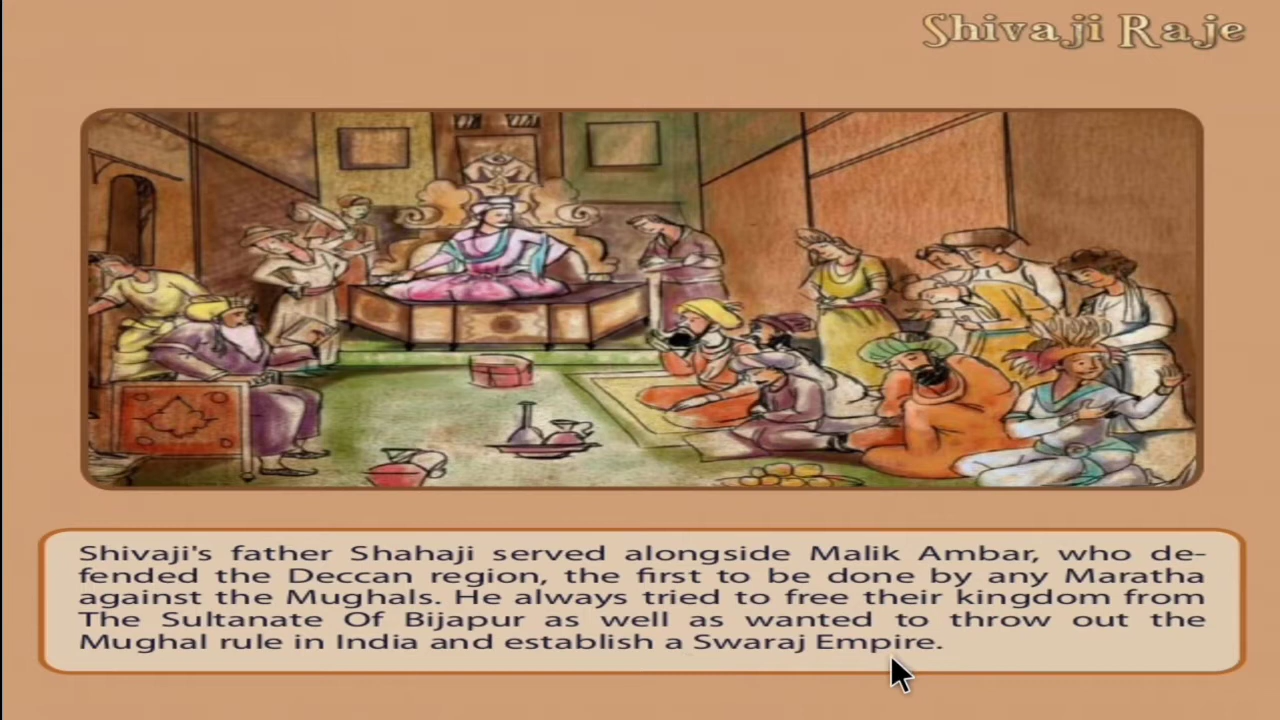 Shivaji Raje
Shivaji's father Shahaji served alongside Malik Ambar, who de-
fended the Deccan region, the first to be done by any Maratha
against the Mughals. He always tried to free their kingdom from
The Sultanate Of Bijapur as well as wanted to throw out the
Mughal rule in India and establish a Swaraj Empire.